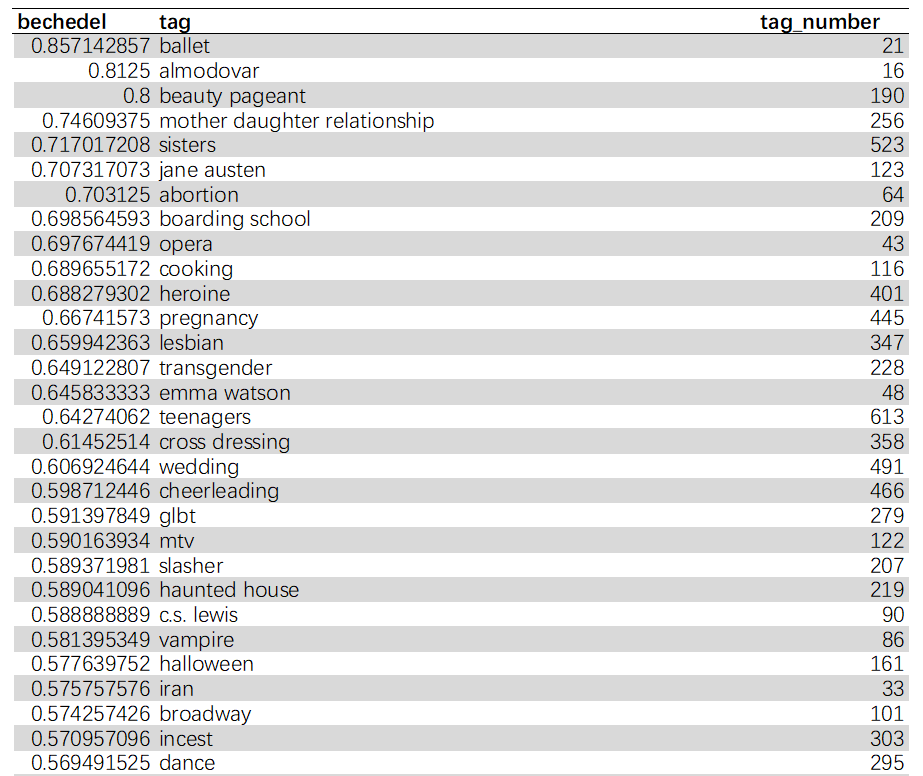 bechedel tag tag_number
0.857142857 ballet 21
0.8125 almodovar 16
0.8 beauty pageant 190
0.74609375 mother daughter relationship 256
0.717017208 sisters 523
0.707317073 jane austen 123
0.703125 abortion 64
0.698564593 boarding school 209
0.697674419 opera 43
0.689655172 cooking 116
0.688279302 heroine 401
0.66741573 pregnancy 445
0.659942363 lesbian 347
0.649122807 transgender 228
0.645833333 emma watson 48
0.64274062 teenagers 613
0.61452514 cross dressing 358
0.606924644 wedding 491
0.598712446 cheerleading 466
0.591397849 glbt 279
0.590163934 mtv 122
0.589371981 slasher 207
0.589041096 haunted house 219
0.588888889 c.s. lewis 90
0.581395349 vampire 86
0.577639752 halloween 161
0.575757576 iran 33
0.574257426 broadway 101
0.570957096 incest 303
0.569491525 dance 295